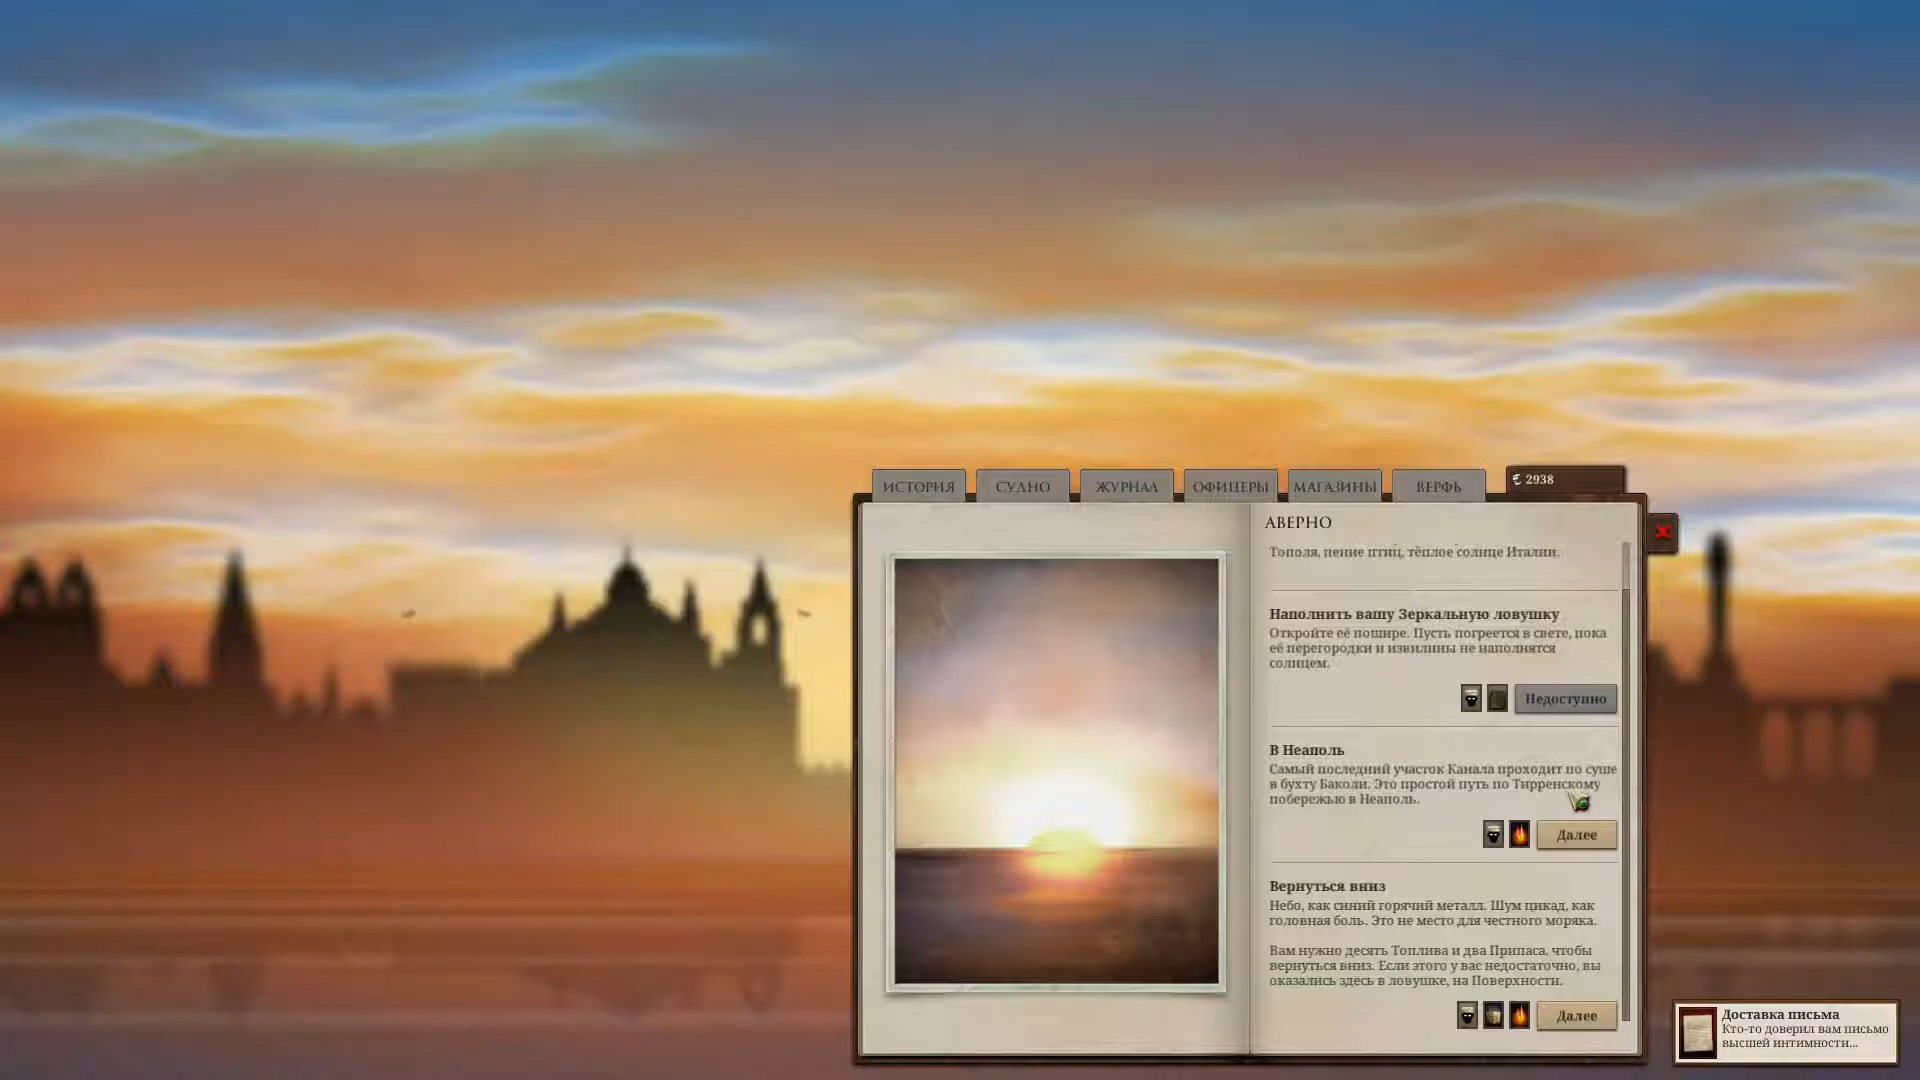 ИСТОРИЯ
СУДНО
ЖУРНАЛ
ОФИЦЕРЫ
МАГАЗИНЫ
ВЕРФЬ
2938
АВЕРНО
Тополя, пение птиц, тёплое солнце Италии.
Наполнить вашу Зеркальную ловушку
Откройте её пошире. Пусть погреется в свете, пока
её перегородки и извилины не наполнятся
солнцем.
Недоступно
В Неаполь
Самый последний участок Канала проходит по суше
в бухту Баколи. Это простой путь по Тирренскому
побережью в Неаполь.
Далее
Вернуться вниз
Небо, как синий горячий металл. Шум цикад, как
головная боль. Это не место для честного моряка.
Вам нужно десять Топлива и два Припаса, чтобы
вернуться вниз. Если этого у вас недостаточно, вы
оказались здесь в ловушке, на Поверхности.
Далее
Доставка письма
Кто-то доверил вам письмо
высшей интимности...